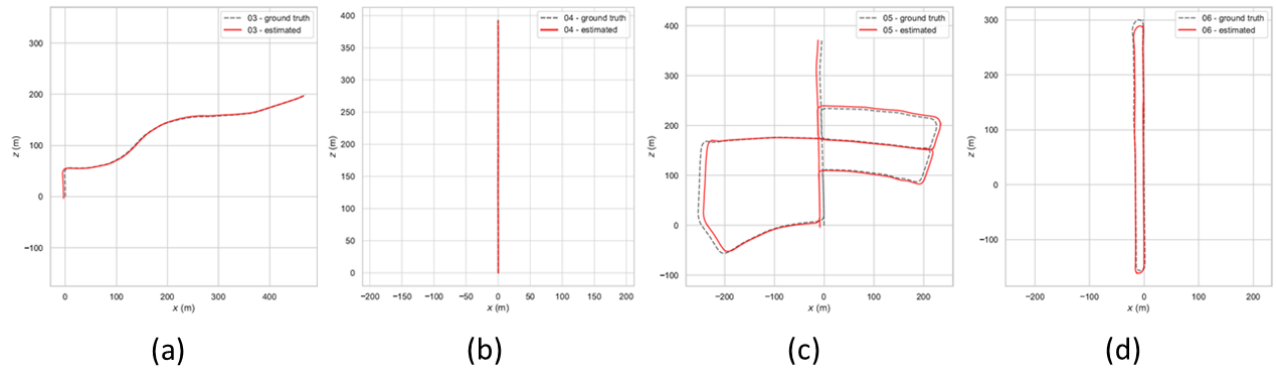 03 - ground truth
03 - estimated
300
200
100
0
−100
z (m)
0 100 200 300 400
x (m)
(a)
04 - ground truth
04 - estimated
400
350
300
250
200
150
100
50
0
z (m)
−200 −150 −100 −50 0 50 100 150 200
x (m)
(b)
05 - ground truth
05 - estimated
400
300
200
100
0
−100
z (m)
−200 −100 0 100 200
x (m)
(c)
06 - ground truth
06 - estimated
300
200
100
0
−100
z (m)
−200 −100 0 100 200
x (m)
(d)